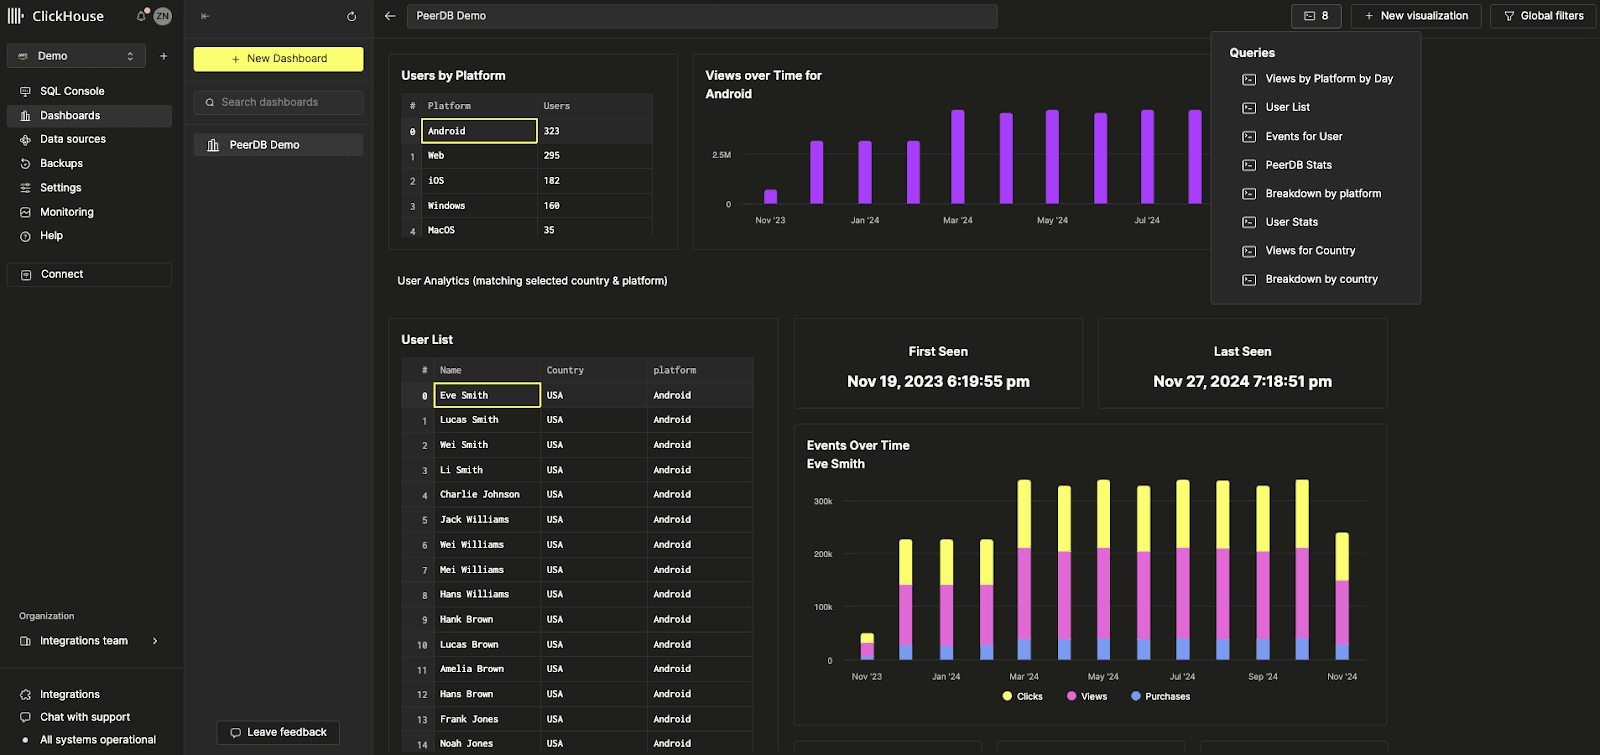 ClickHouse
ZN
Demo
SQL Console
Dashboards
Data sources
Backups
Settings
Monitoring
Help
Connect
Organization
Integrations team
Integrations
Chat with support
All systems operational
+ New Dashboard
Search dashboards
PeerDB Demo
Leave feedback
PeerDB Demo
8
+ New visualization
Global filters
Users by Platform
# Platform Users
0 Android 323
1 Web 295
2 iOS 182
3 Windows 160
4 MacOS 35
Views over Time for
Android
2.5M
0
Nov '23 Jan '24 Mar '24 May '24 Jul '24
Queries
Views by Platform by Day
User List
Events for User
PeerDB Stats
Breakdown by platform
User Stats
Views for Country
Breakdown by country
User Analytics (matching selected country & platform)
User List
# Name Country platform
0 Eve Smith USA Android
1 Lucas Smith USA Android
2 Wei Smith USA Android
3 Li Smith USA Android
4 Charlie Johnson USA Android
5 Jack Williams USA Android
6 Wei Williams USA Android
7 Mei Williams USA Android
8 Hans Williams USA Android
9 Hank Brown USA Android
10 Lucas Brown USA Android
11 Amelia Brown USA Android
12 Hans Brown USA Android
13 Frank Jones USA Android
14 Noah Jones USA Android
First Seen
Nov 19, 2023 6:19:55 pm
Last Seen
Nov 27, 2024 7:18:51 pm
Events Over Time
Eve Smith
300k
200k
100k
0
Nov '23 Jan '24 Mar '24 May '24 Jul '24 Sep '24 Nov '24
Clicks Views Purchases